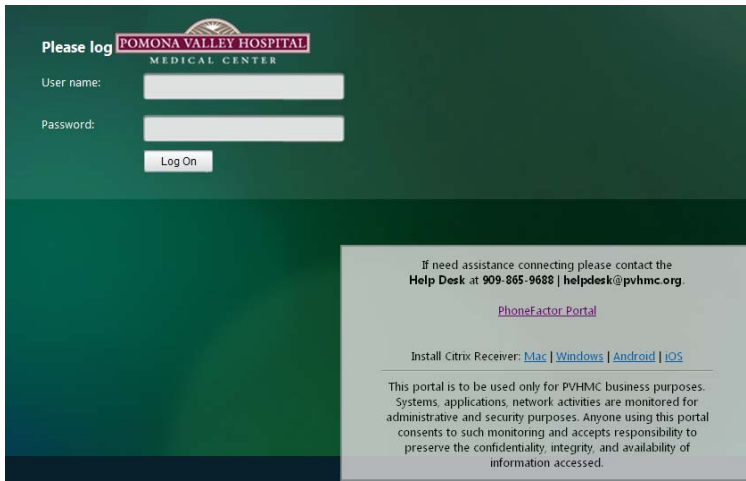 Please log
POMONA VALLEY HOSPITAL
MEDICAL CENTER
User name:
Password:
Log On
If need assistance connecting please contact the
Help Desk at 909-865-9688 | helpdesk@pvhmc.org.
PhoneFactor Portal
Install Citrix Receiver: Mac | Windows | Android | iOS
This portal is to be used only for PVHMC business purposes.
Systems, applications, network activities are monitored for
administrative and security purposes. Anyone using this portal
consents to such monitoring and accepts responsibility to
preserve the confidentiality, integrity, and availability of
information accessed.